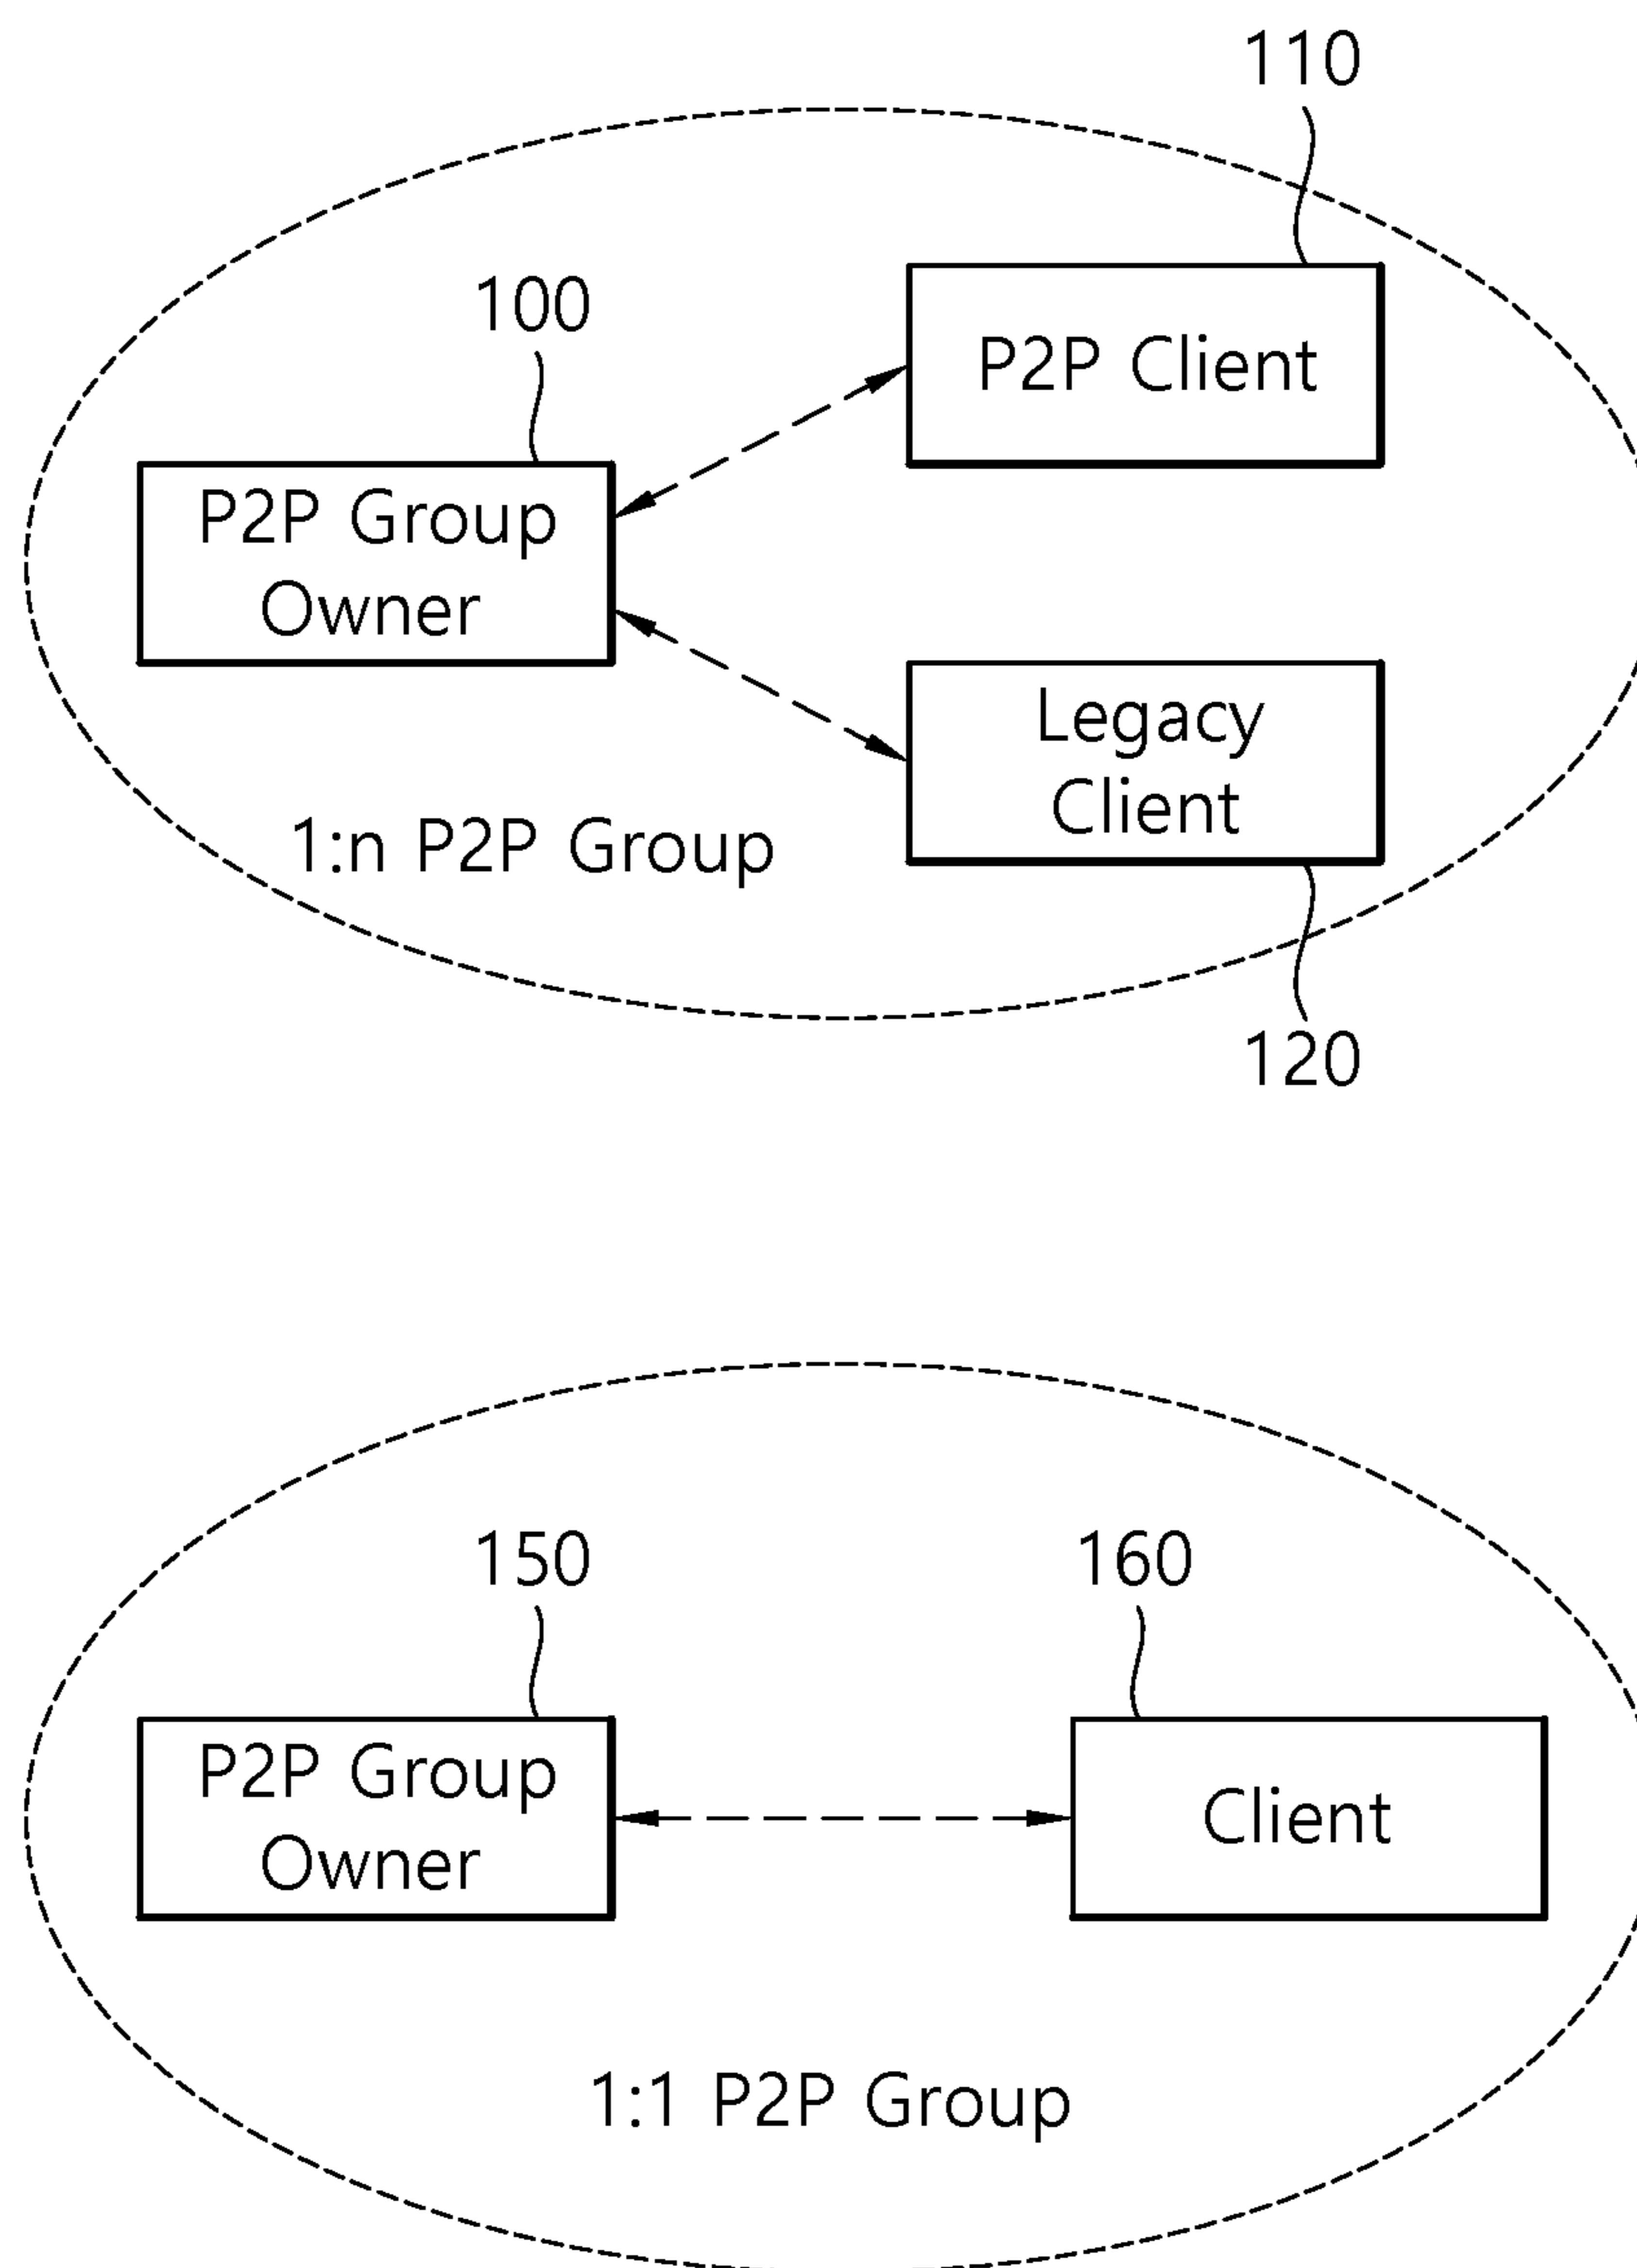 110
100
P2P Client
P2P Group
Owner
Legacy
Client
1:n P2P Group
120
150
160
P2P Group
Owner
Client
1:1 P2P Group